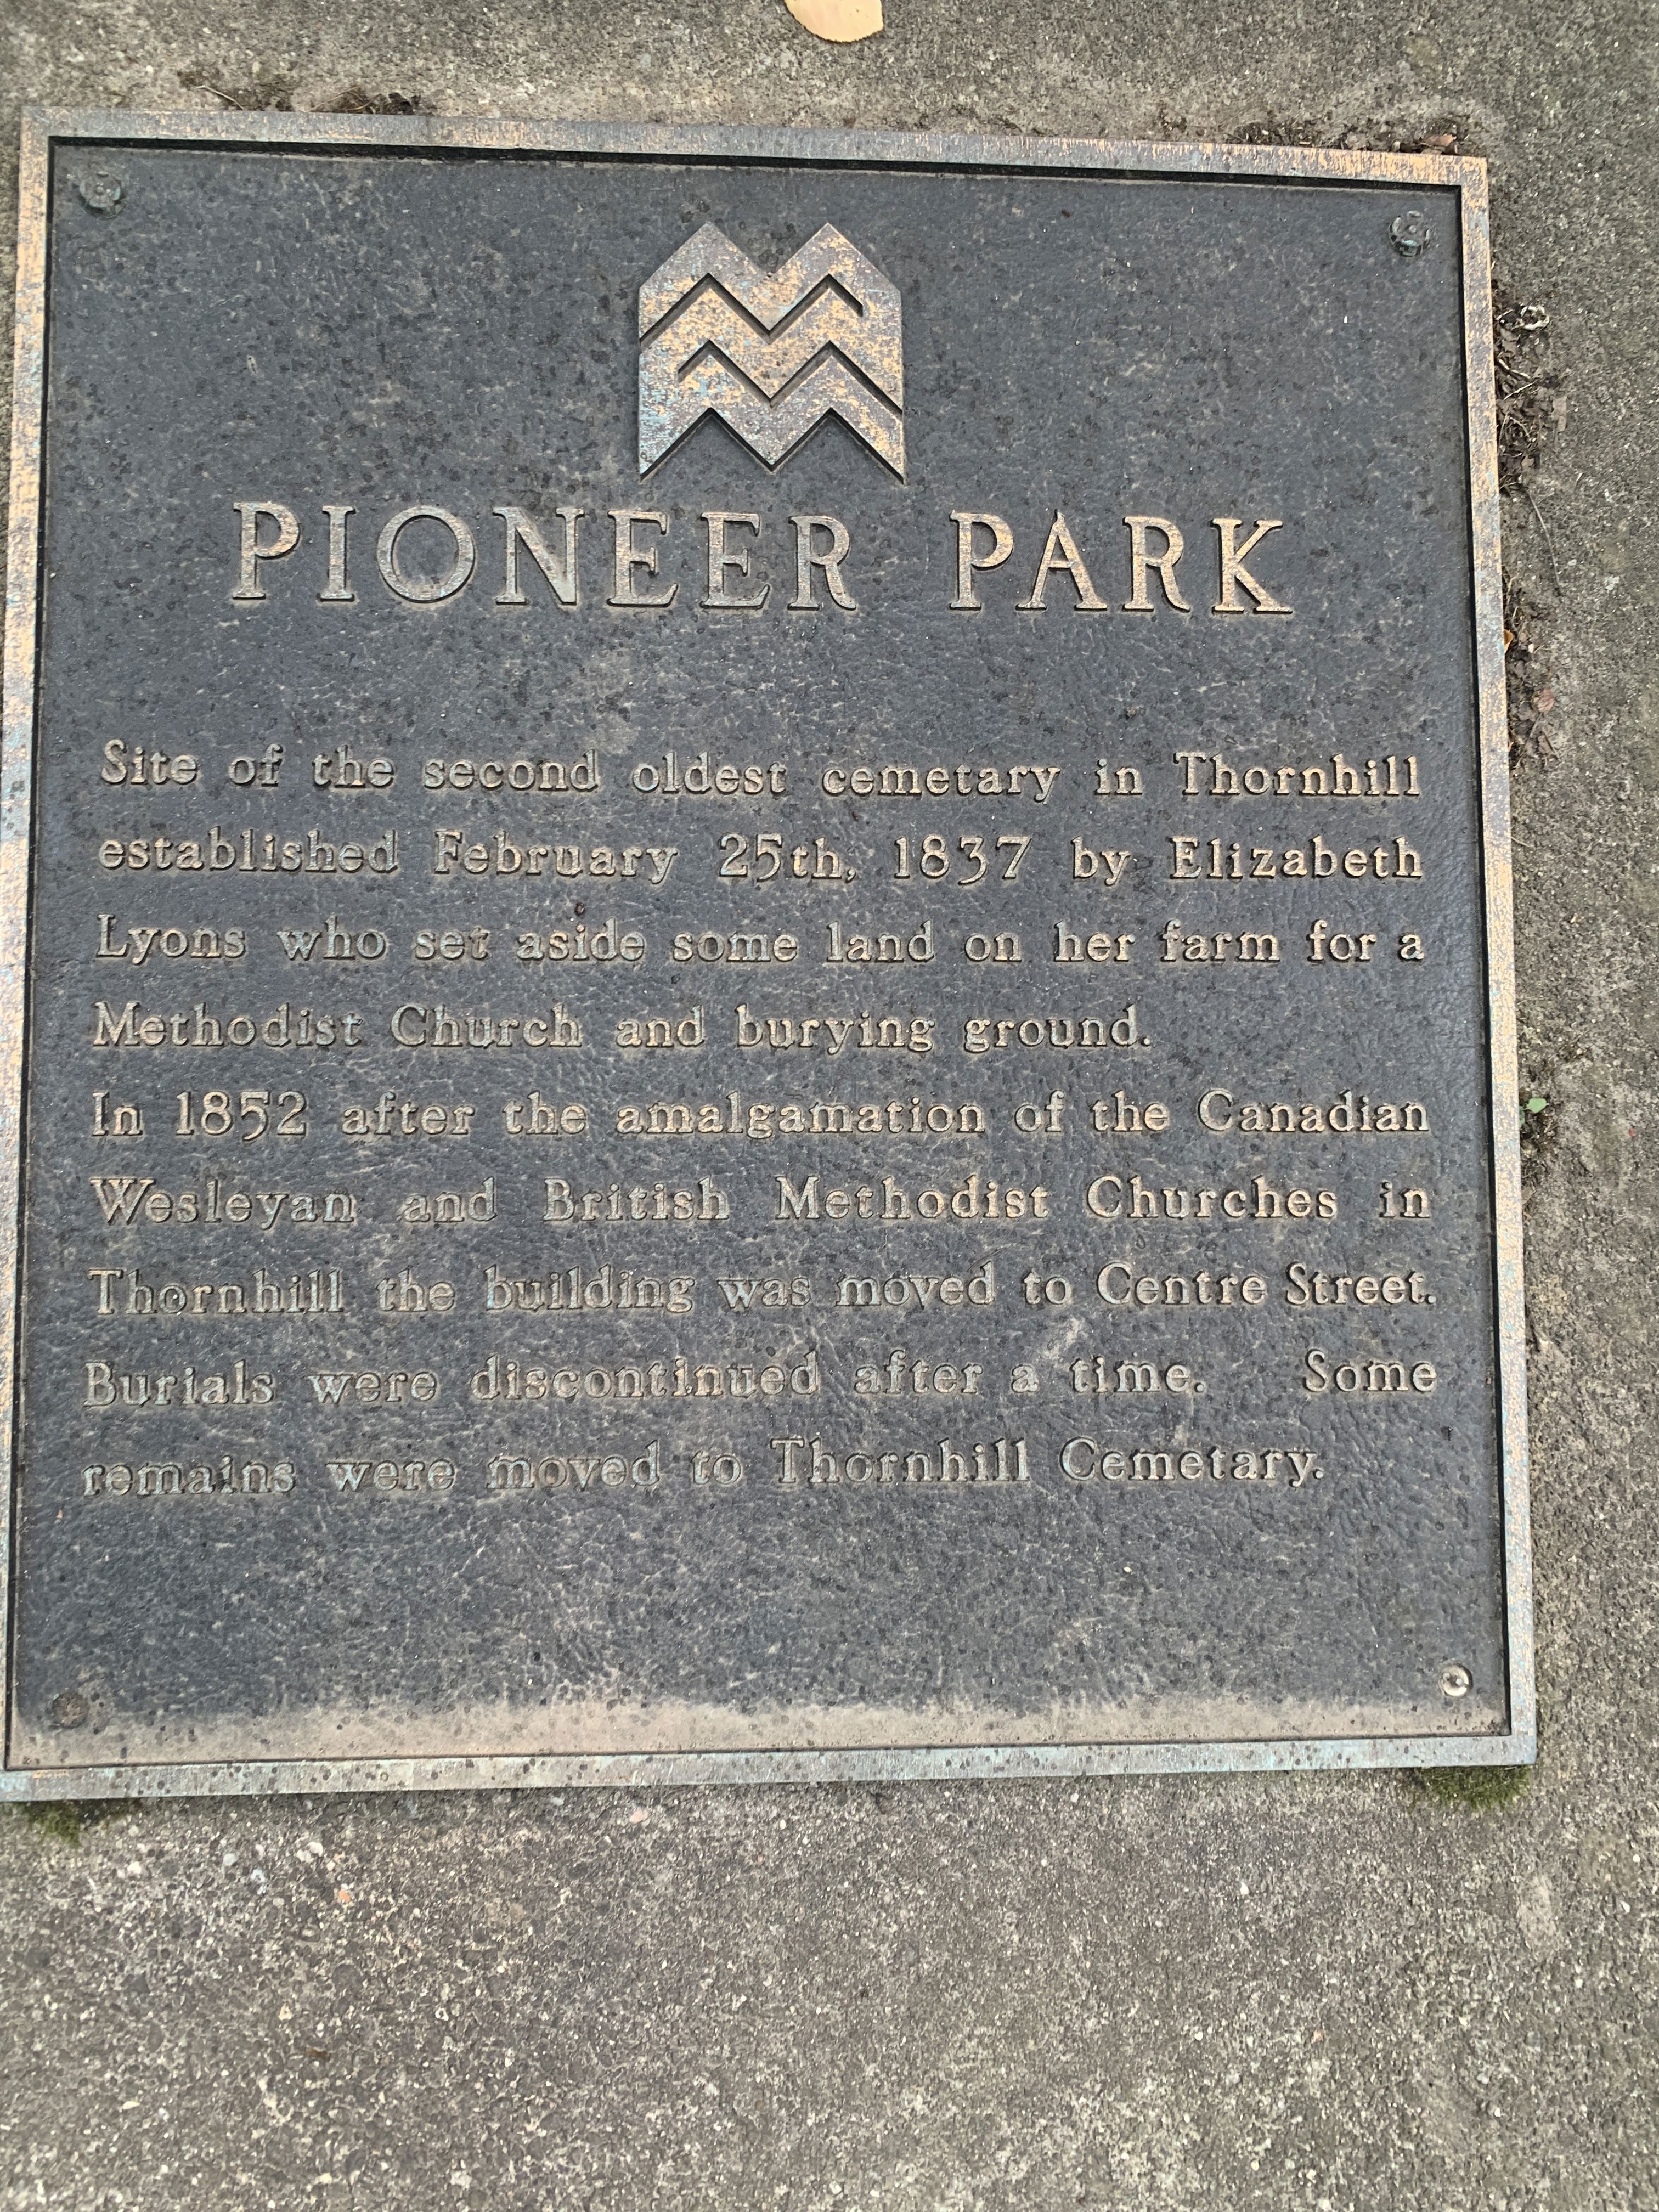 PIONEER PARK
Site of the second oldest cemetary in Thornhill
established February 25th, 1837 by Elizabeth
Lyons who set aside some land on her farm for a
Methodist Church and burying ground.
In 1852 after the amalgamation of the Canadian
Wesleyan and British Methodist Churches in
Thornhill the building was moved to Centre Street.
Burials were discontinued after a time. Some
remains were moved to Thornhill Cemetary.